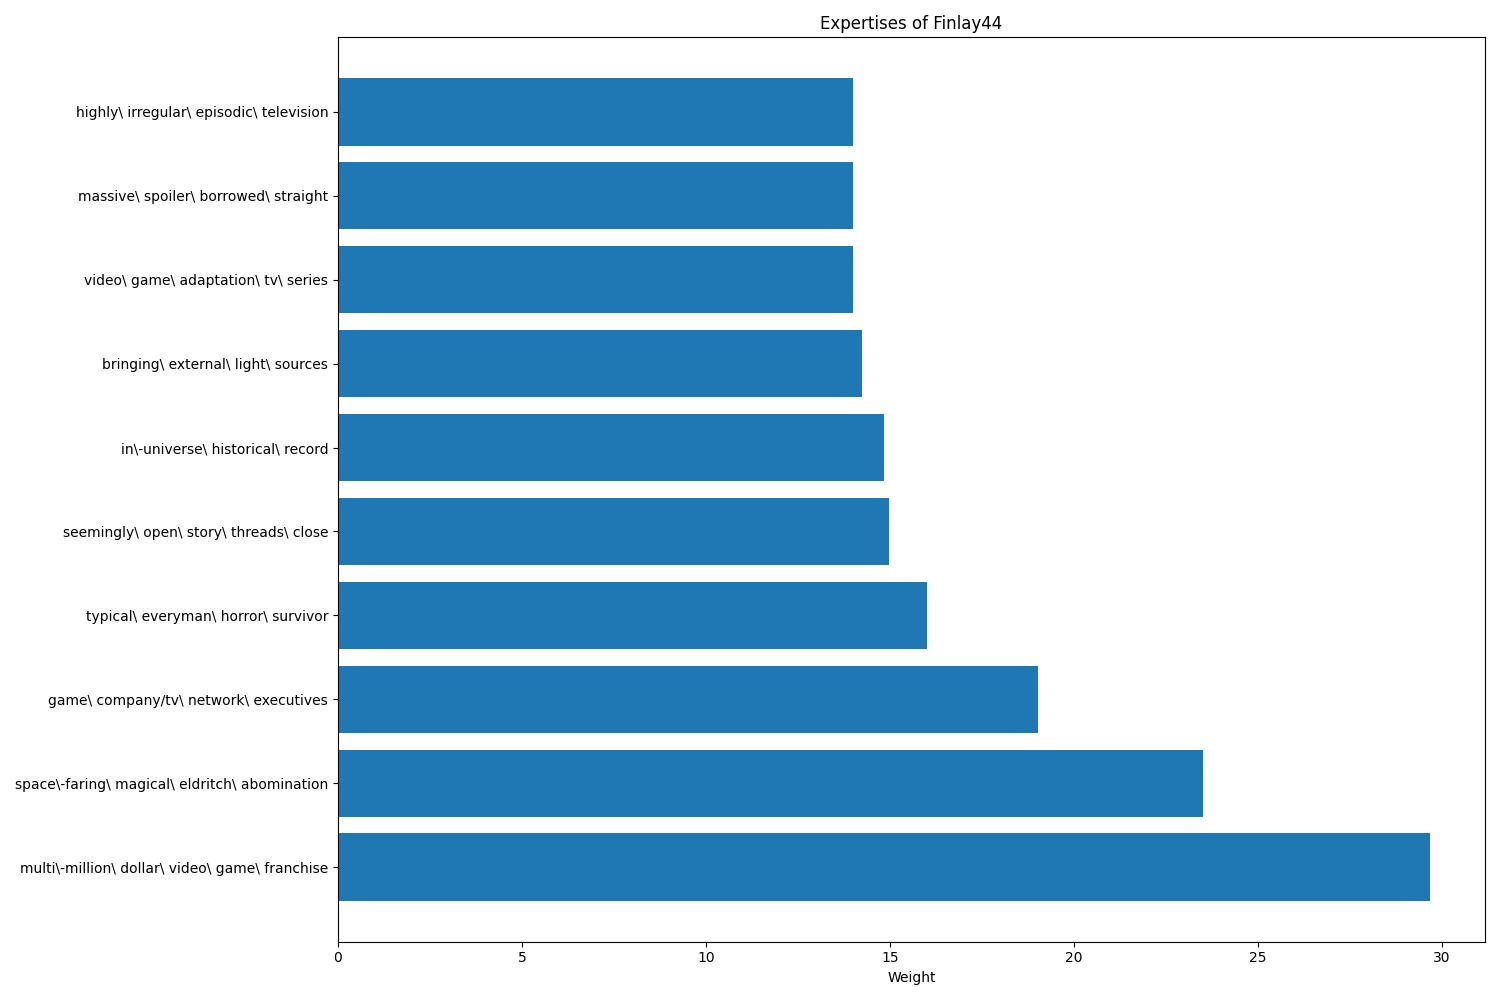 Expertises of Finlay44
highly\ irregular\ episodic\ television
massive\ spoiler\ borrowed\ straight
video\ game\ adaptation\ tv\ series
bringing\ external\ light\ sources
in\-universe\ historical\ record
seemingly\ open\ story\ threads\ close
typical\ everyman\ horror\ survivor
game\ company/tv\ network\ executives
space\-faring\ magical\ eldritch\ abomination
multi\-million\ dollar\ video\ game\ franchise
0 5 10 15 20 25 30
Weight